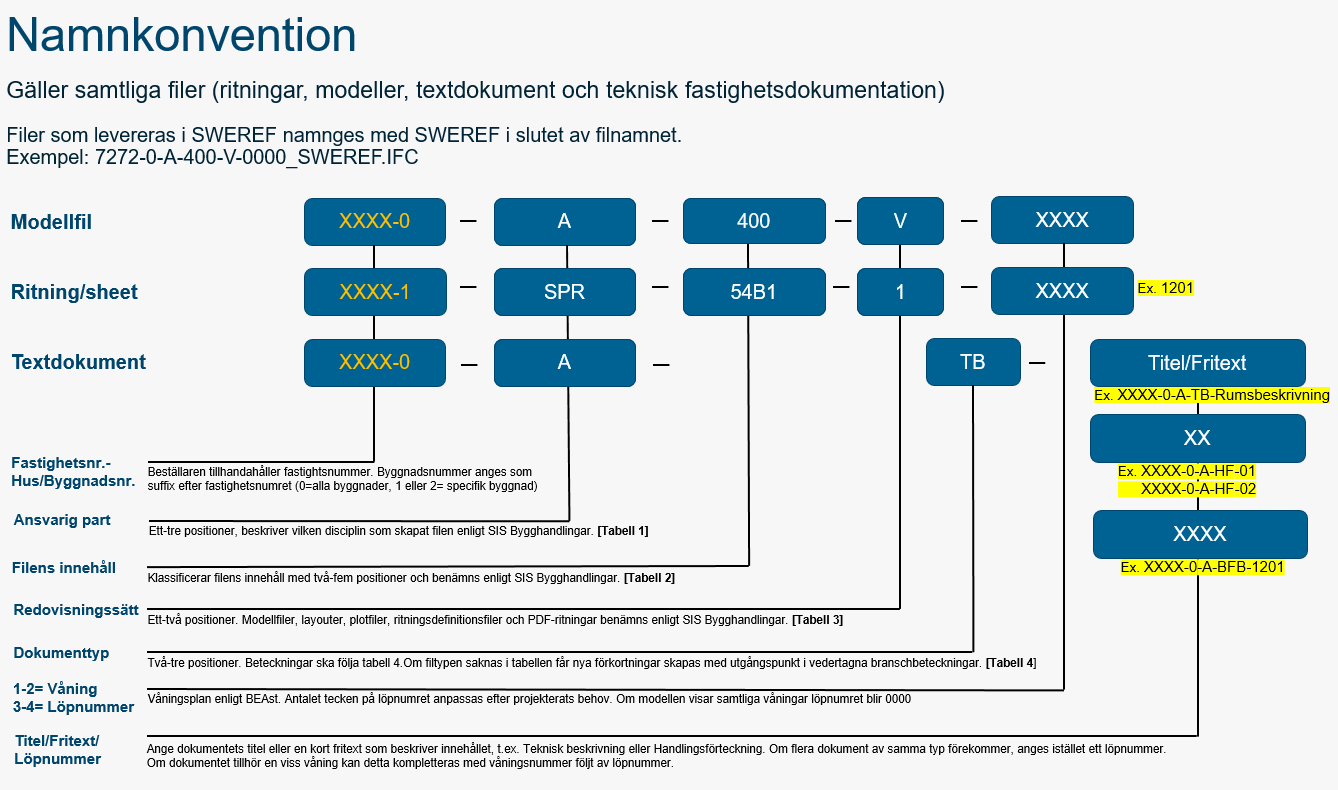 Namnkonvention
Gäller samtliga filer (ritningar, modeller, textdokument och teknisk fastighetsdokumentation)
Filer som levereras i SWEREF namnges med SWEREF i slutet av filnamnet.
Exempel: 7272-0-A-400-V-0000_SWEREF.IFC
Modellfil XXXX-0 – A – 400 – V – XXXX
Ritning/sheet XXXX-1 – SPR – 54B1 – 1 – XXXX Ex. 1201
Textdokument XXXX-0 – A – TB – Titel/Fritext
Ex. XXXX-0-A-TB-Rumsbeskrivning
XX
Ex. XXXX-0-A-HF-01
XXXX-0-A-HF-02
XXXX
Ex. XXXX-0-A-BFB-1201
Fastighetsnr.-
Hus/Byggnadsnr.
Beställaren tillhandahåller fastightsnummer. Byggnadsnummer anges som
suffix efter fastighetsnumret (0=alla byggnader, 1 eller 2= specifik byggnad)
Ansvarig part
Ett-tre positioner, beskriver vilken disciplin som skapat filen enligt SIS Bygghandlingar. [Tabell 1]
Filens innehåll
Klassificerar filens innehåll med två-fem positioner och benämns enligt SIS Bygghandlingar. [Tabell 2]
Redovisningssätt
Ett-två positioner. Modellfiler, layouter, plotfiler, ritningsdefinitionsfiler och PDF-ritningar benämns enligt SIS Bygghandlingar. [Tabell 3]
Dokumenttyp
Två-tre positioner. Beteckningar ska följa tabell 4.Om filtypen saknas i tabellen får nya förkortningar skapas med utgångspunkt i vedertagna branschbeteckningar. [Tabell 4]
1-2= Våning
3-4= Löpnummer
Våningsplan enligt BEAst. Antalet tecken på löpnumret anpassas efter projekterats behov. Om modellen visar samtliga våningar löpnumret blir 0000
Titel/Fritext/
Löpnummer
Ange dokumentets titel eller en kort fritext som beskriver innehållet, t.ex. Teknisk beskrivning eller Handlingsförteckning. Om flera dokument av samma typ förekommer, anges istället ett löpnummer.
Om dokumentet tillhör en viss våning kan detta kompletteras med våningsnummer följt av löpnummer.